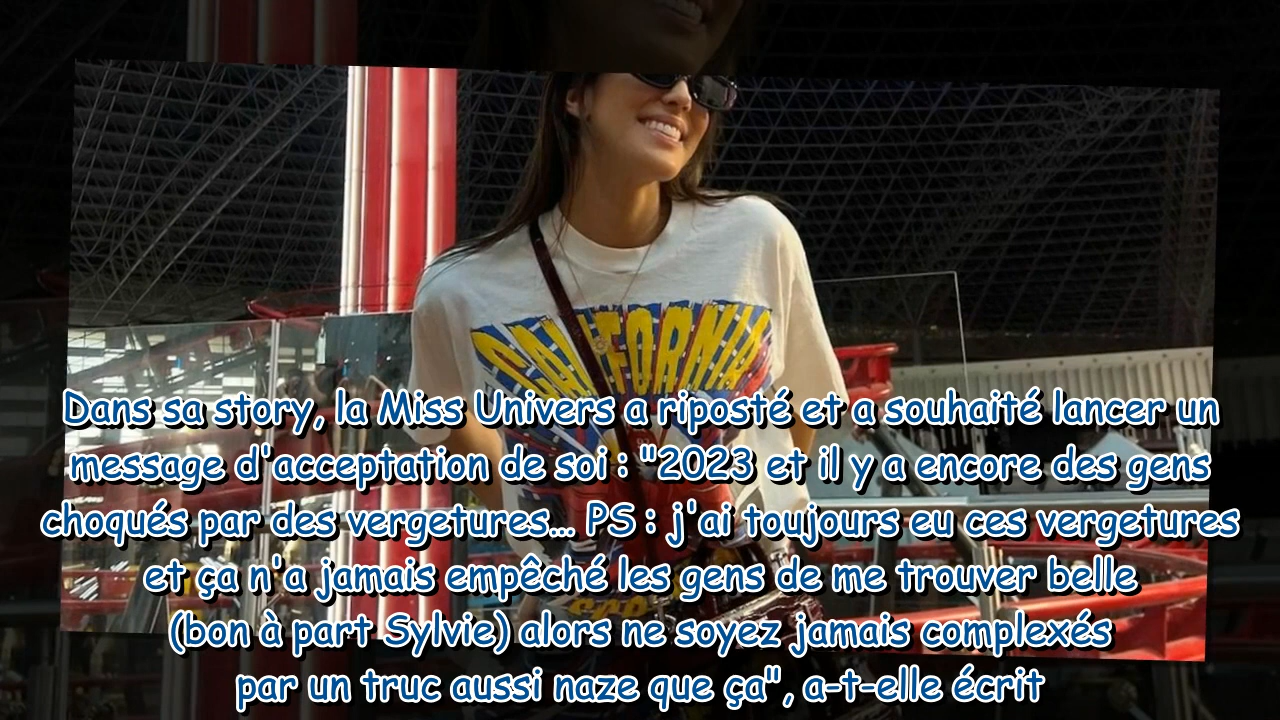 CALIFORNIA
Dans sa story, la Miss Univers a riposté et a souhaité lancer un
message d'acceptation de soi : "2023 et il y a encore des gens
choqués par des vergetures... PS : j'ai toujours eu ces vergetures
et ça n'a jamais empêché les gens de me trouver belle
(bon à part Sylvie) alors ne soyez jamais complexés
par un truc aussi naze que ça", a-t-elle écrit